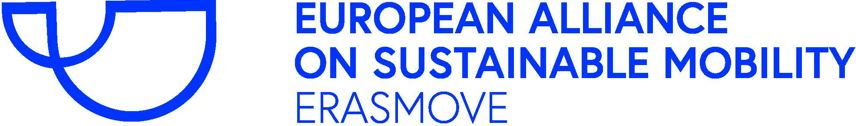 EUROPEAN ALLIANCE
ON SUSTAINABLE MOBILITY
ERASMOVE